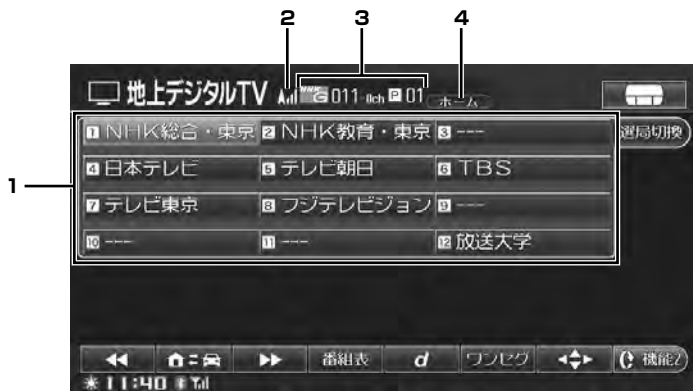 2 3 4
地上デジタルTV NHK G 011-0ch P 01 ホーム
1 NHK総合・東京 2 NHK教育・東京 3 --- 選局切換
4 日本テレビ 5 テレビ朝日 6 TBS
1
7 テレビ東京 8 フジテレビジョン 9 ---
10 --- 11 --- 12 放送大学
番組表 d ワンセグ 機能2
11:40